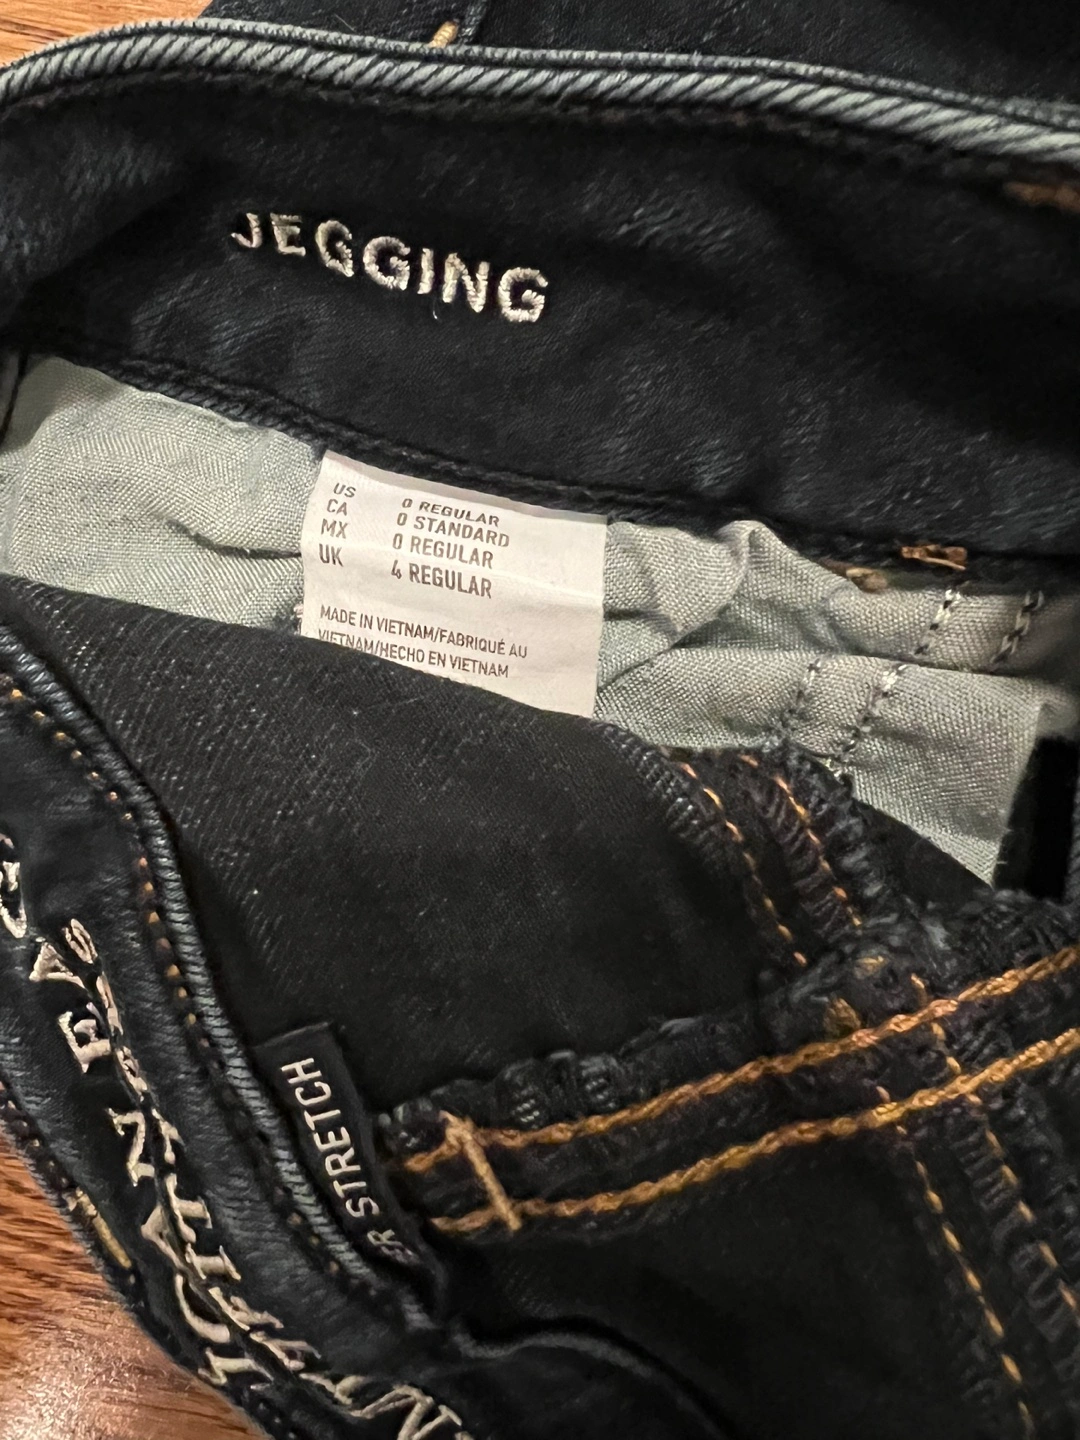 JEGGING
US 0 REGULAR
CA 0 STANDARD
MX 0 REGULAR
UK 4 REGULAR
MADE IN VIETNAM/FABRIQUÉ AU
VIETNAM/HECHO EN VIETNAM
STRETCH